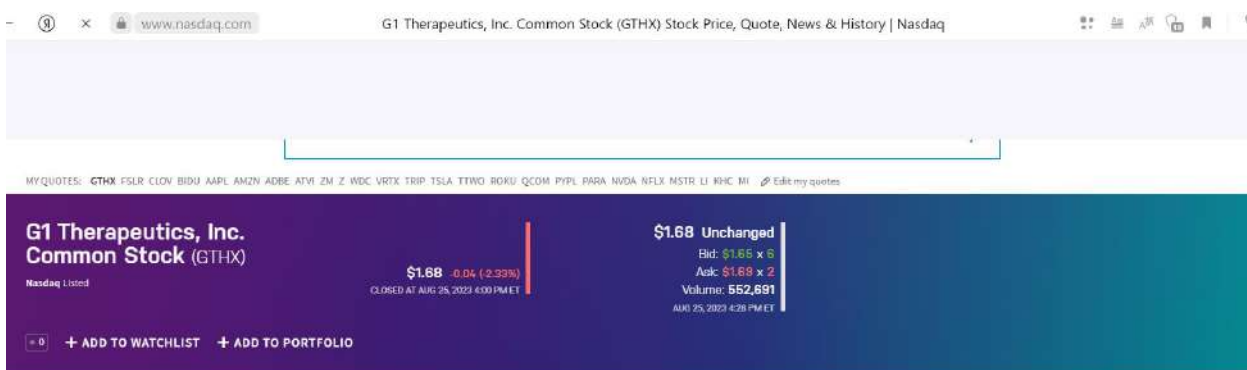 www.nasdaq.com
G1 Therapeutics, Inc. Common Stock (GTHX) Stock Price, Quote, News & History | Nasdaq
MY QUOTES: GTHX FSLR CLOV BIDU AAPL AMZN ADBE ATVI ZM Z WDC VRTX TRIP TSLA TTWO ROKU QCOM PYPL PARA NVDA NFLX MSTR LI KHC MI Edit my quotes
G1 Therapeutics, Inc.
Common Stock (GTHX)
Nasdaq Listed
$1.68 -0.04 (-2.33%)
CLOSED AT AUG 25, 2023 4:00 PM ET
$1.68 Unchanged
Bid: $1.65 x 6
Ask: $1.69 x 2
Volume: 552,691
AUG 25, 2023 4:26 PM ET
+ ADD TO WATCHLIST + ADD TO PORTFOLIO